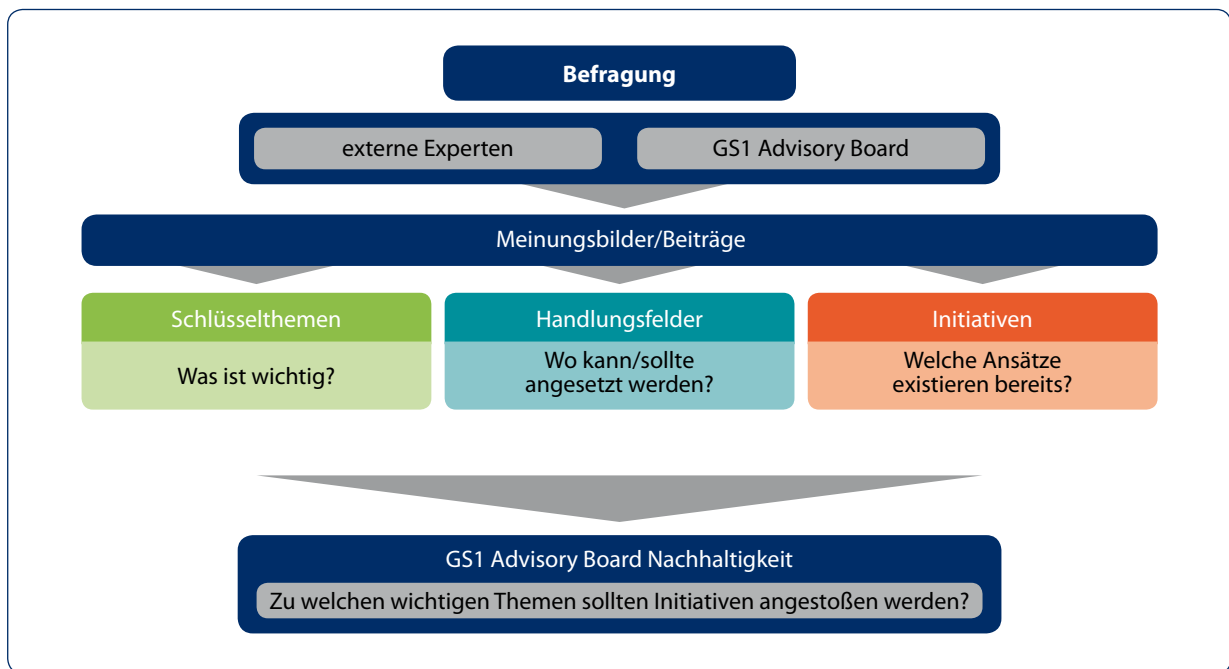 Befragung
externe Experten
GS1 Advisory Board
Meinungsbilder/Beiträge
Schlüsselthemen
Was ist wichtig?
Handlungsfelder
Wo kann/sollte
angesetzt werden?
Initiativen
Welche Ansätze
existieren bereits?
GS1 Advisory Board Nachhaltigkeit
Zu welchen wichtigen Themen sollten Initiativen angestoßen werden?